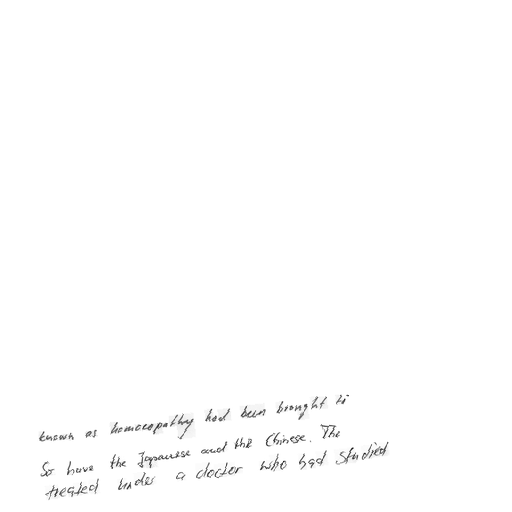 known as homoeopathy had been brought to
So have the Japanese and the Chinese. The
treated under a doctor who had studied